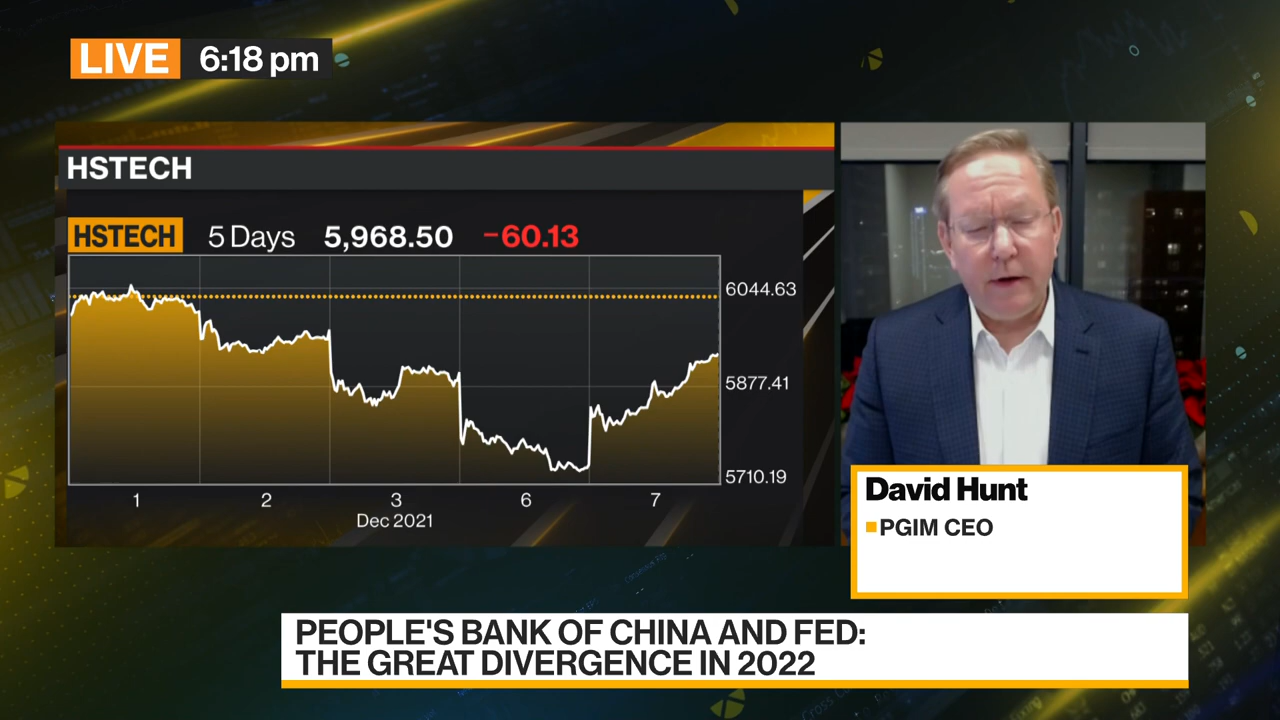 LIVE 6:18 pm
HSTECH
HSTECH 5 Days 5,968.50 −60.13
6044.63
5877.41
5710.19
1 2 3 6 7
Dec 2021
David Hunt
PGIM CEO
PEOPLE'S BANK OF CHINA AND FED:
THE GREAT DIVERGENCE IN 2022